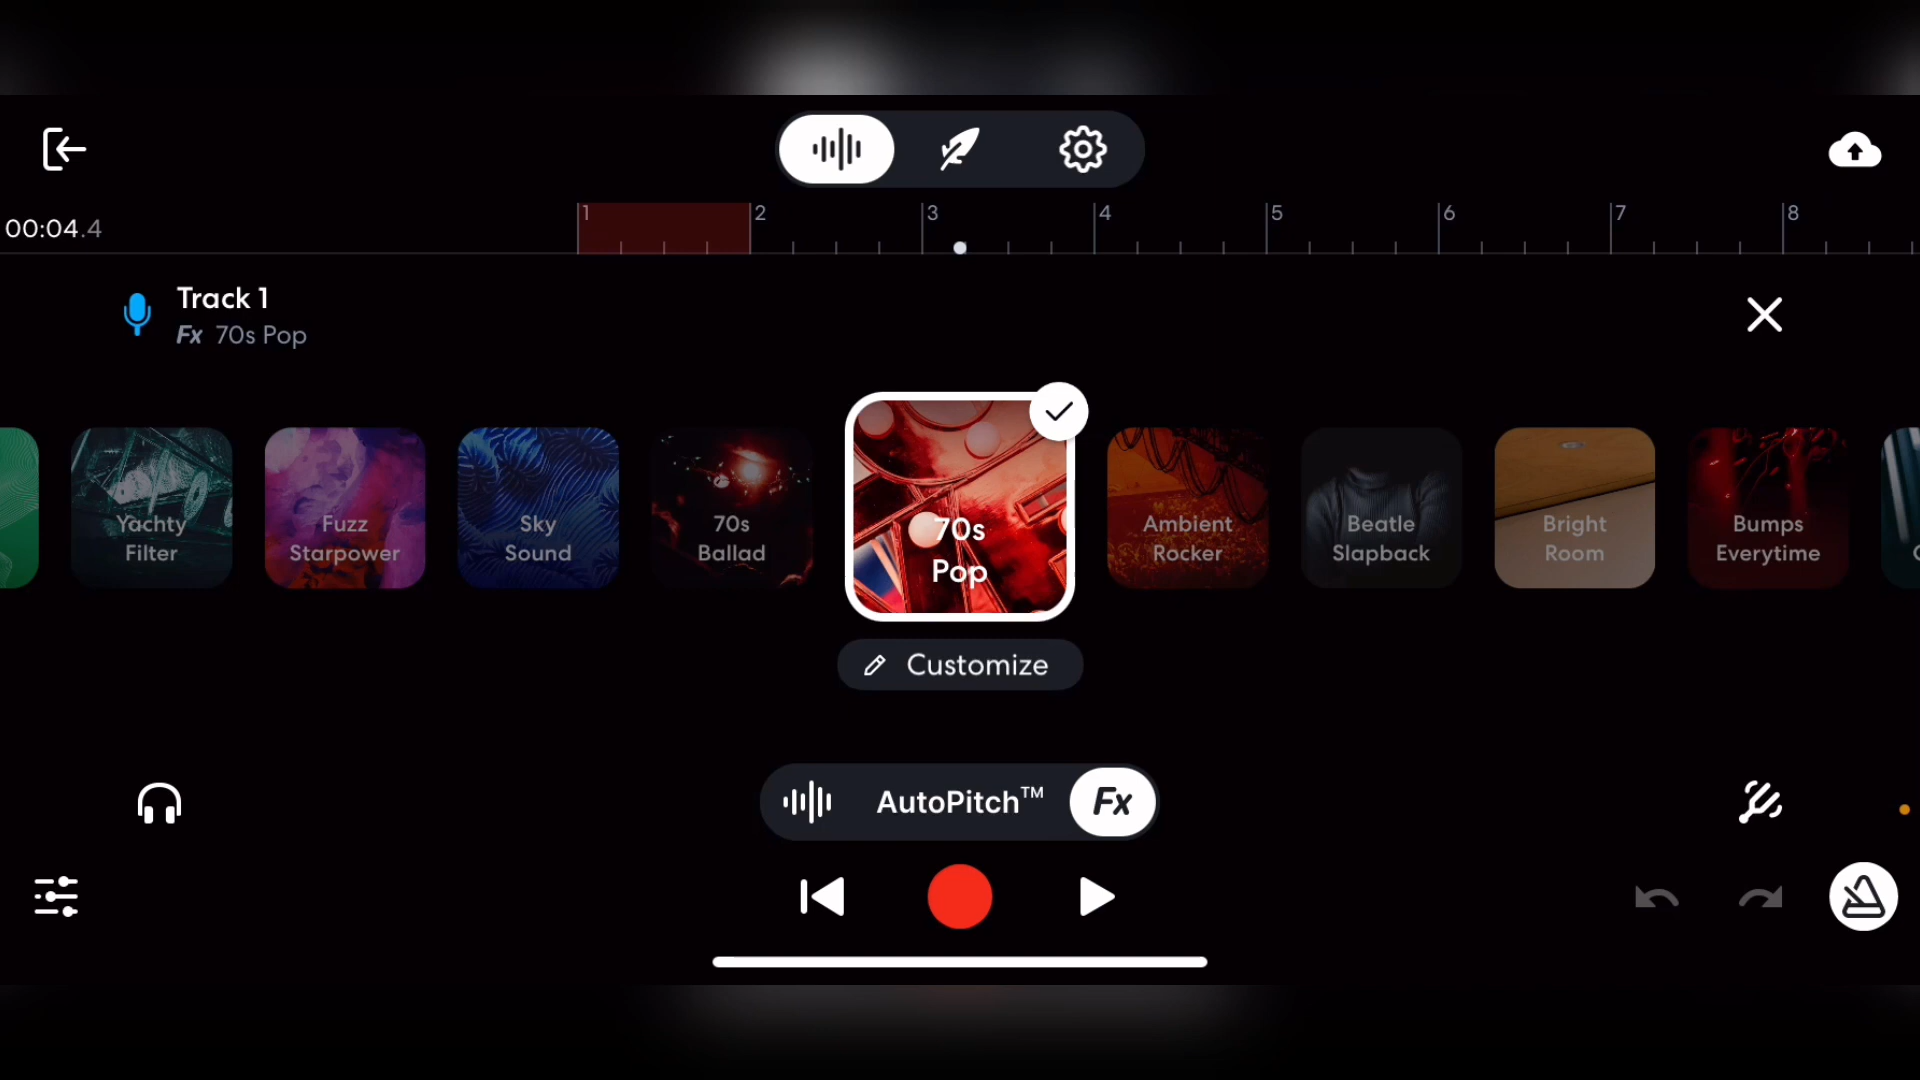 00:04.4
1 2 3 4 5 6 7 8
Track 1
Fx 70s Pop
Yachty
Filter
Fuzz
Starpower
Sky
Sound
70s
Ballad
70s
Pop
Ambient
Rocker
Beatle
Slapback
Bright
Room
Bumps
Everytime
Customize
AutoPitch™ Fx